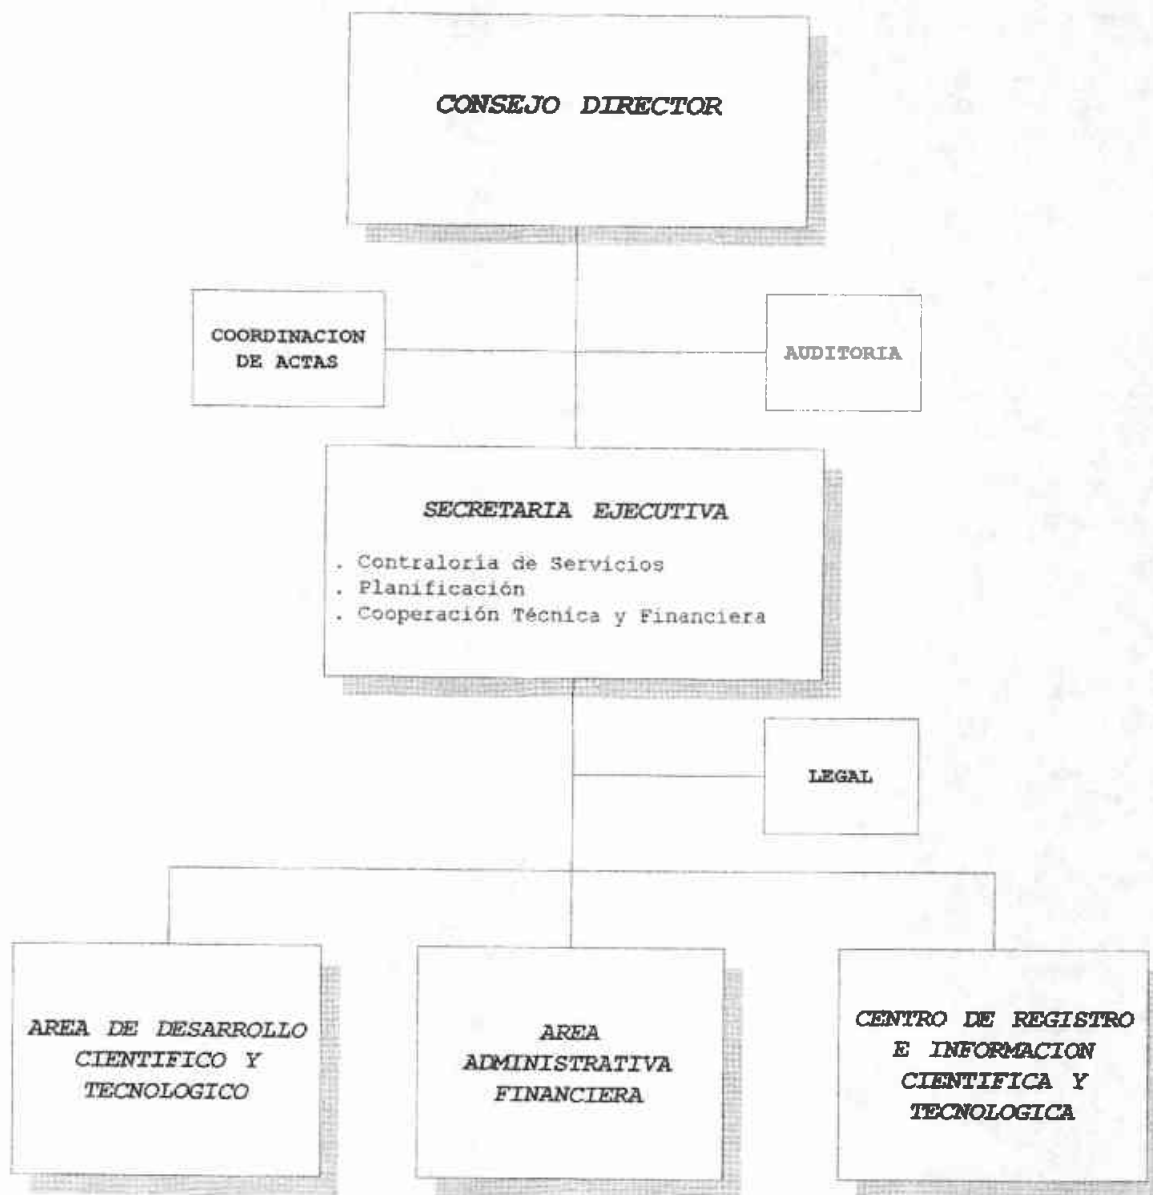 CONSEJO DIRECTOR
COORDINACION
DE ACTAS
AUDITORIA
SECRETARIA EJECUTIVA
. Contraloría de Servicios
. Planificación
. Cooperación Técnica y Financiera
LEGAL
AREA DE DESARROLLO
CIENTIFICO Y
TECNOLOGICO
AREA
ADMINISTRATIVA
FINANCIERA
CENTRO DE REGISTRO
E INFORMACION
CIENTIFICA Y
TECNOLOGICA